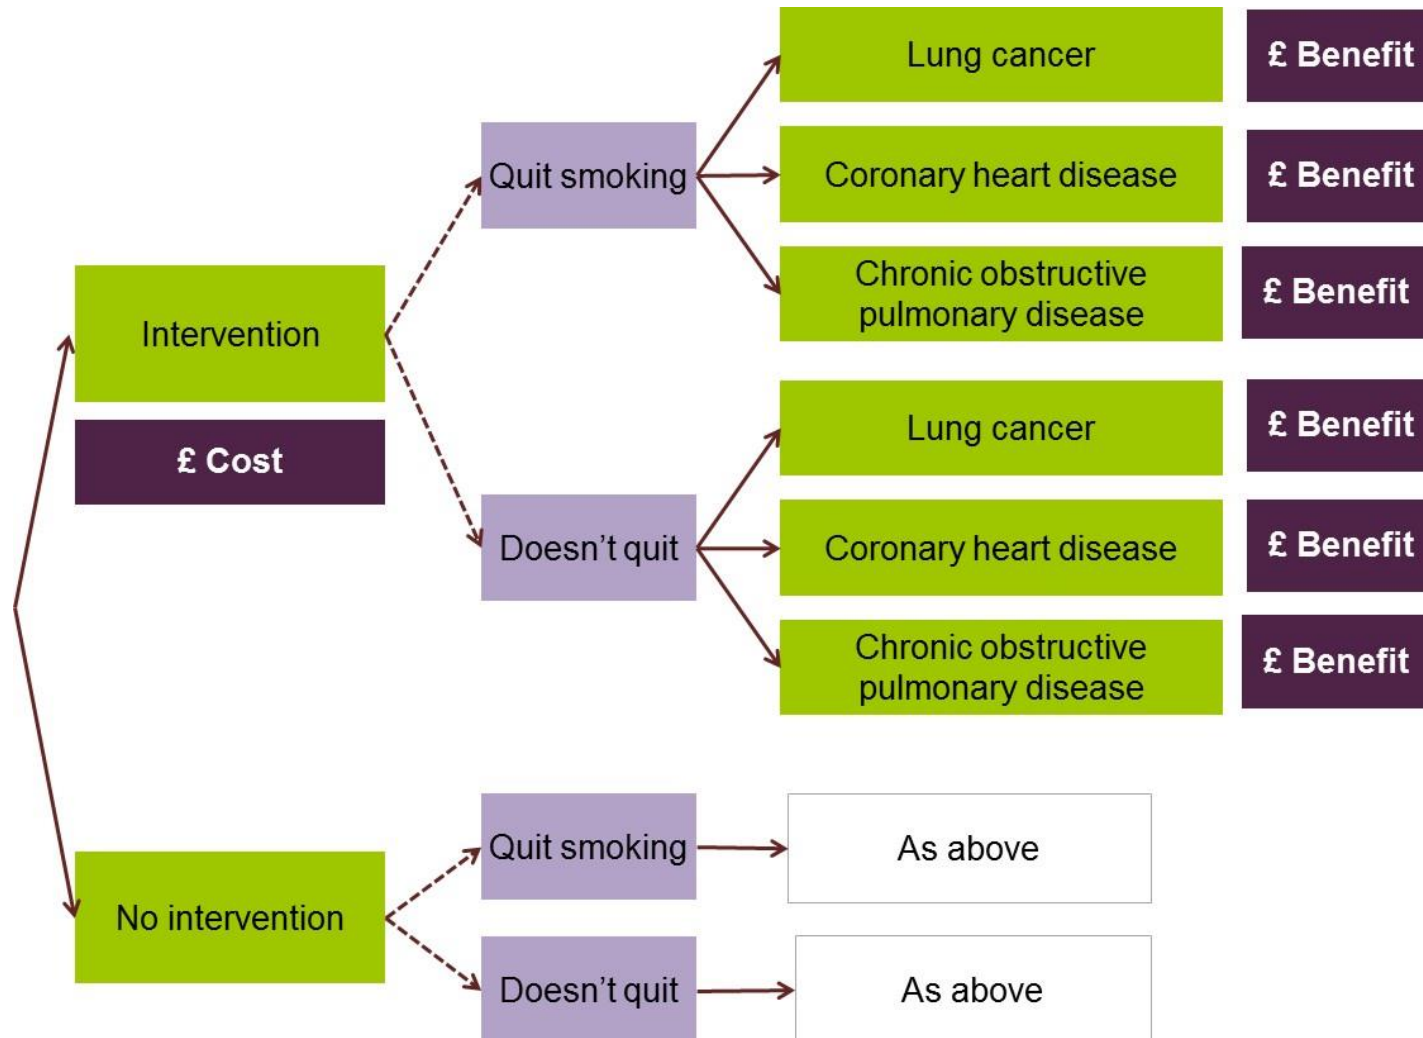 Lung cancer
£ Benefit
Quit smoking
Coronary heart disease
£ Benefit
Chronic obstructive
pulmonary disease
£ Benefit
Intervention
£ Cost
Lung cancer
£ Benefit
Doesn’t quit
Coronary heart disease
£ Benefit
Chronic obstructive
pulmonary disease
£ Benefit
No intervention
Quit smoking
As above
Doesn’t quit
As above